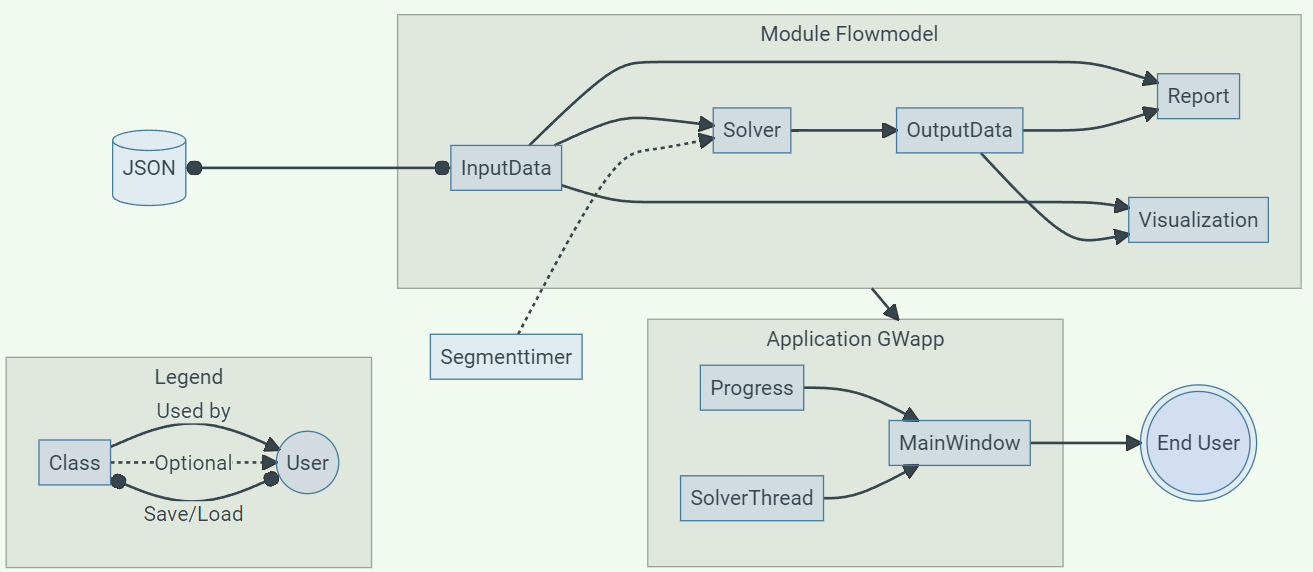 Module Flowmodel
Report
Solver
OutputData
JSON
InputData
Visualization
Application GWapp
Segmenttimer
Legend
Progress
Used by
MainWindow
End User
Class
Optional
User
SolverThread
Save/Load